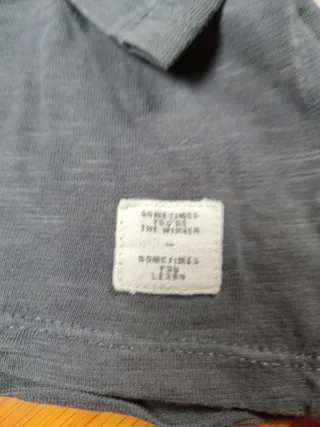 SOMETIMES
YOU'RE
THE WINNER
–
SOMETIMES
YOU
LEARN